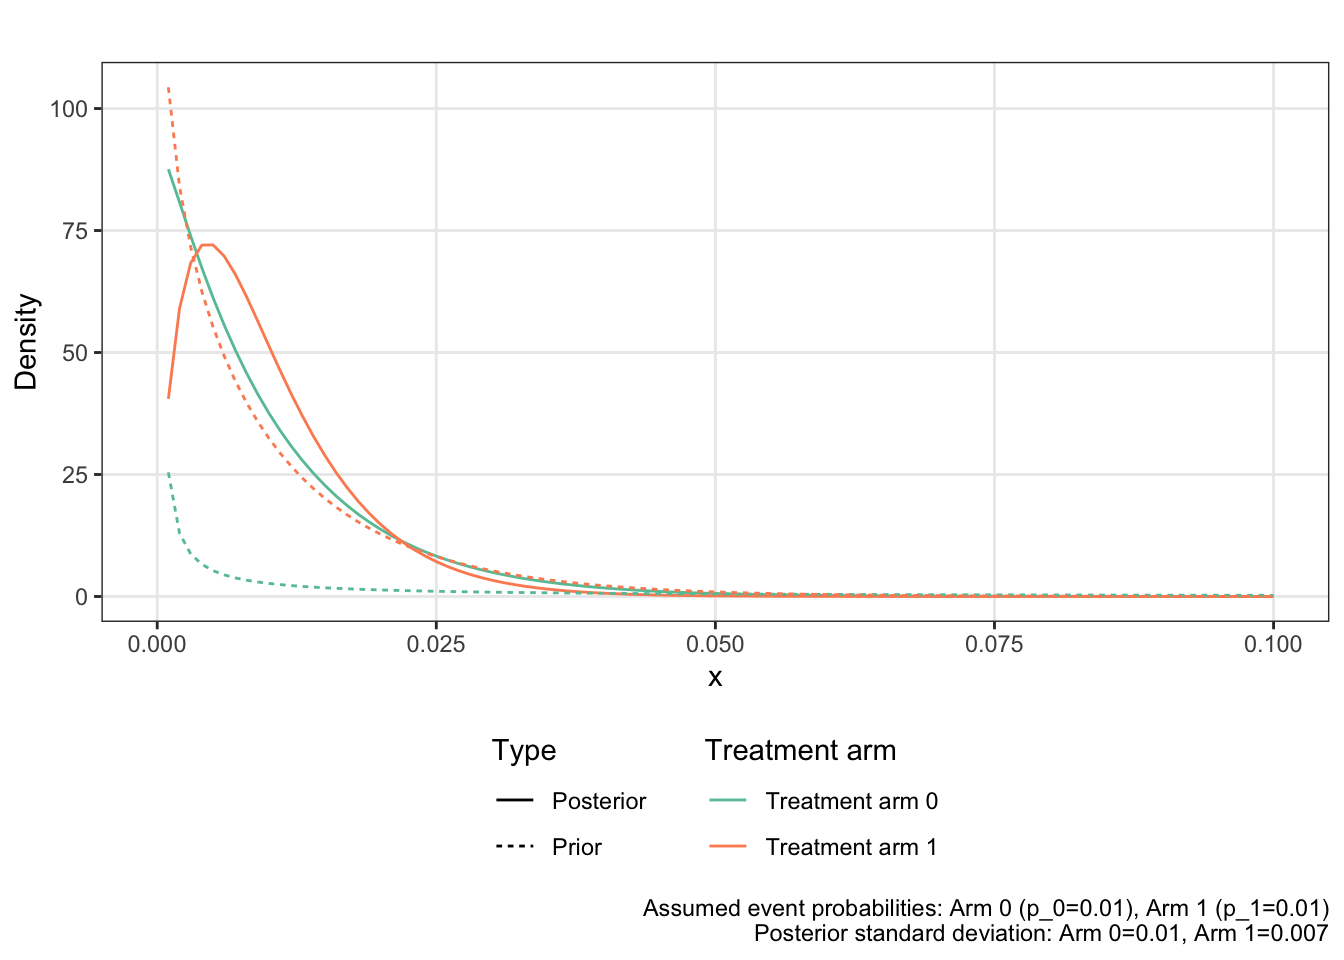 100
75
50
25
0
Density
0.000 0.025 0.050 0.075 0.100
x
Type Treatment arm
Posterior Treatment arm 0
Prior Treatment arm 1
Assumed event probabilities: Arm 0 (p_0=0.01), Arm 1 (p_1=0.01)
Posterior standard deviation: Arm 0=0.01, Arm 1=0.007